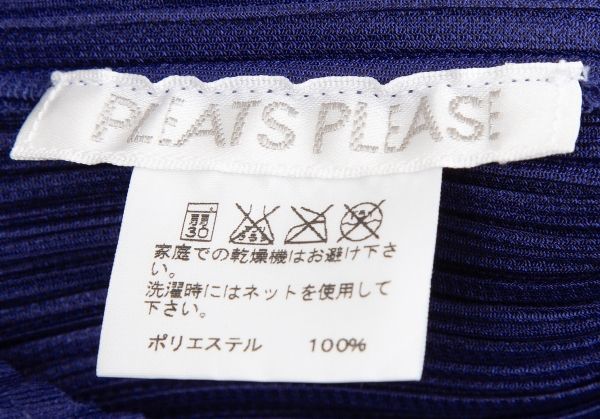 PLEATS PLEASE
弱
30
家庭での乾燥機はお避け下さ
い。
洗濯時にはネットを使用して
下さい。
ポリエステル 100%